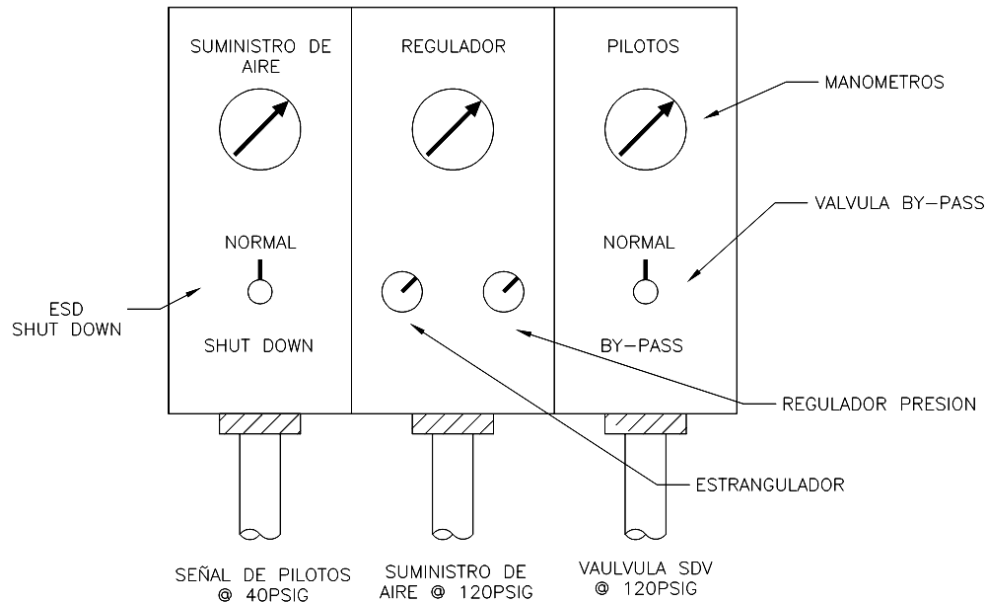 SUMINISTRO DE
AIRE
REGULADOR
PILOTOS
MANOMETROS
NORMAL
NORMAL
VALVULA BY-PASS
ESD
SHUT DOWN
SHUT DOWN
BY-PASS
REGULADOR PRESION
ESTRANGULADOR
SEÑAL DE PILOTOS
@ 40PSIG
SUMINISTRO DE
AIRE @ 120PSIG
VAULVULA SDV
@ 120PSIG